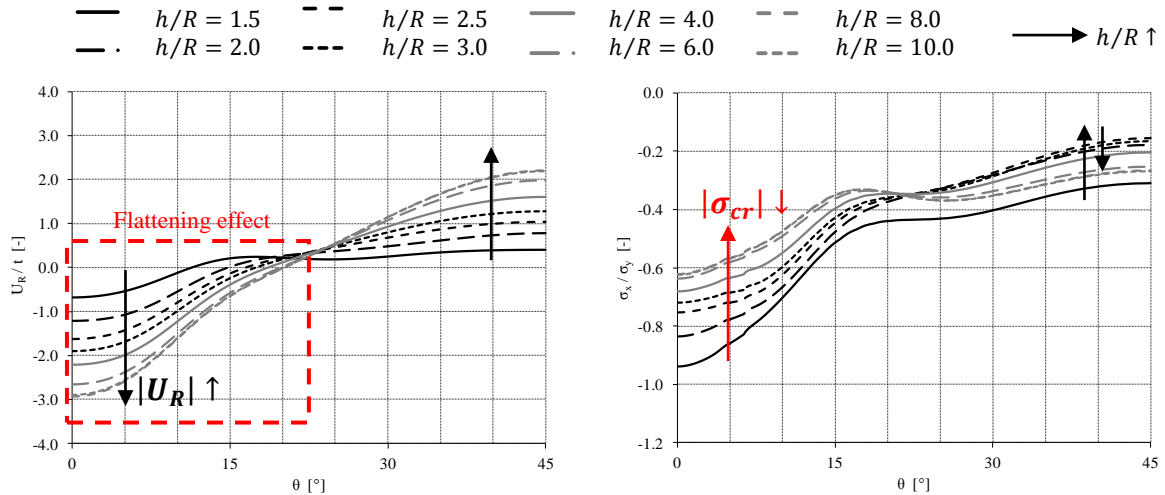 h/R = 1.5 h/R = 2.5 h/R = 4.0 h/R = 8.0
h/R = 2.0 h/R = 3.0 h/R = 6.0 h/R = 10.0 h/R ↑
4.0
3.0
2.0
1.0
0.0
-1.0
-2.0
-3.0
-4.0
U_R / t [-]
Flattening effect
|U_R| ↑
0 15 30 45
θ [°]
0.0
-0.2
-0.4
-0.6
-0.8
-1.0
-1.2
σ_x / σ_y [-]
|σ_cr| ↓
0 15 30 45
θ [°]